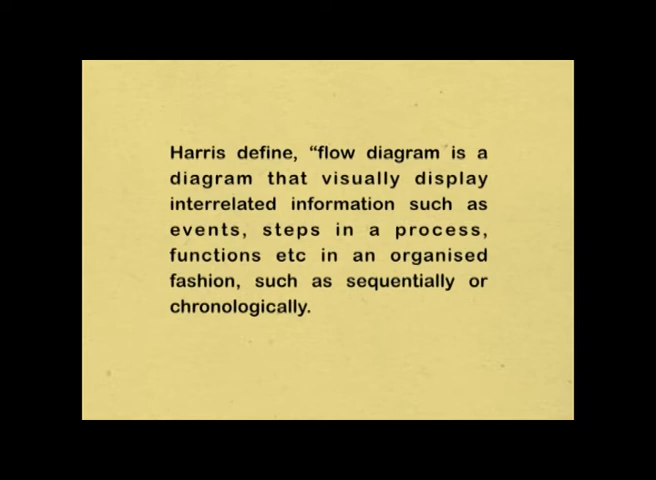 Harris define, “flow diagram is a
diagram that visually display
interrelated information such as
events, steps in a process,
functions etc in an organised
fashion, such as sequentially or
chronologically.